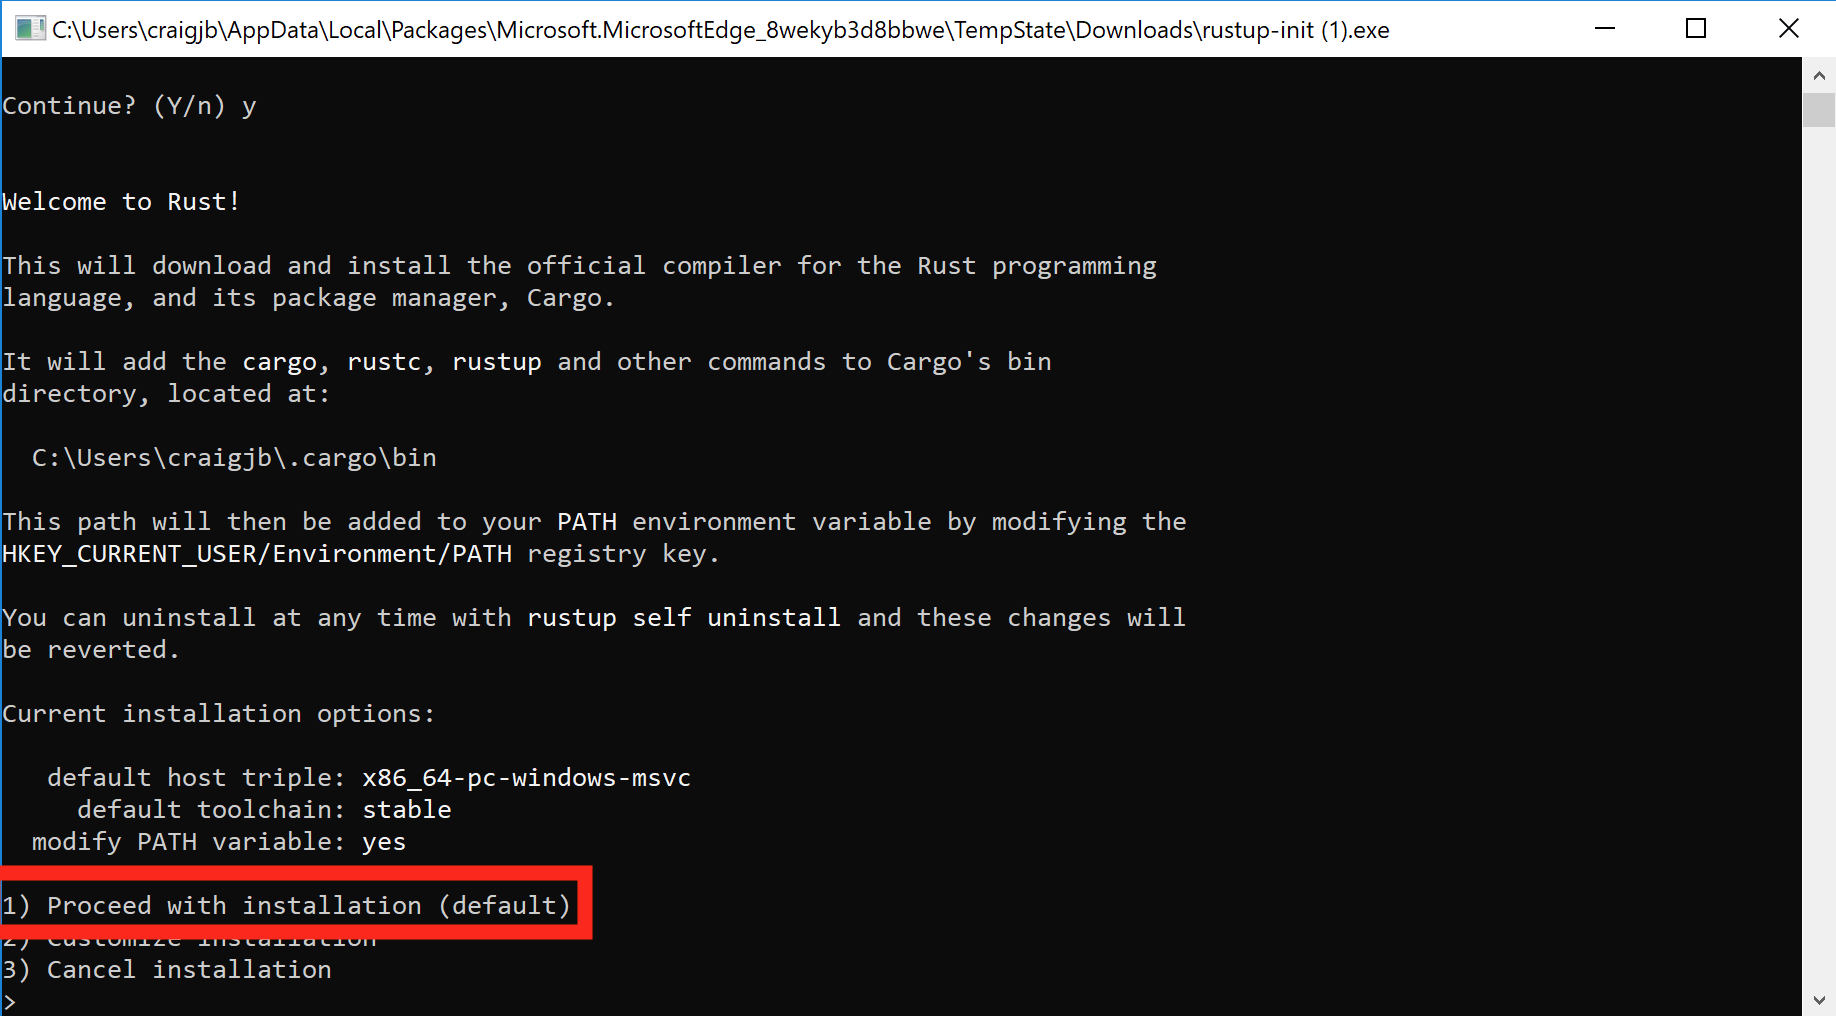 C:\Users\craigjb\AppData\Local\Packages\Microsoft.MicrosoftEdge_8wekyb3d8bbwe\TempState\Downloads\rustup-init (1).exe
Continue? (Y/n) y
Welcome to Rust!
This will download and install the official compiler for the Rust programming
language, and its package manager, Cargo.
It will add the cargo, rustc, rustup and other commands to Cargo's bin
directory, located at:
C:\Users\craigjb\.cargo\bin
This path will then be added to your PATH environment variable by modifying the
HKEY_CURRENT_USER/Environment/PATH registry key.
You can uninstall at any time with rustup self uninstall and these changes will
be reverted.
Current installation options:
default host triple: x86_64-pc-windows-msvc
default toolchain: stable
modify PATH variable: yes
1) Proceed with installation (default)
2) Customize installation
3) Cancel installation
>